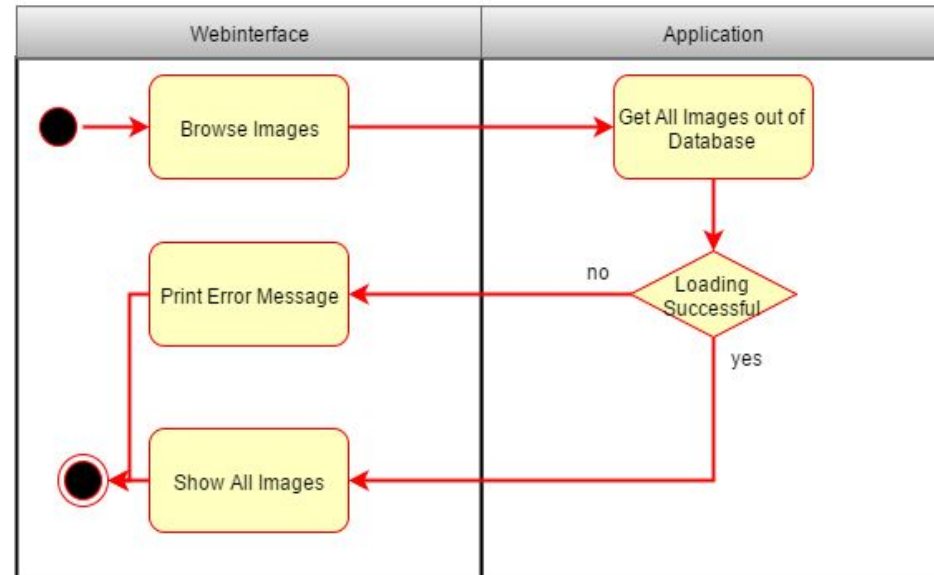 Webinterface
Application
Browse Images
Get All Images out of
Database
Print Error Message
no
Loading
Successful
yes
Show All Images